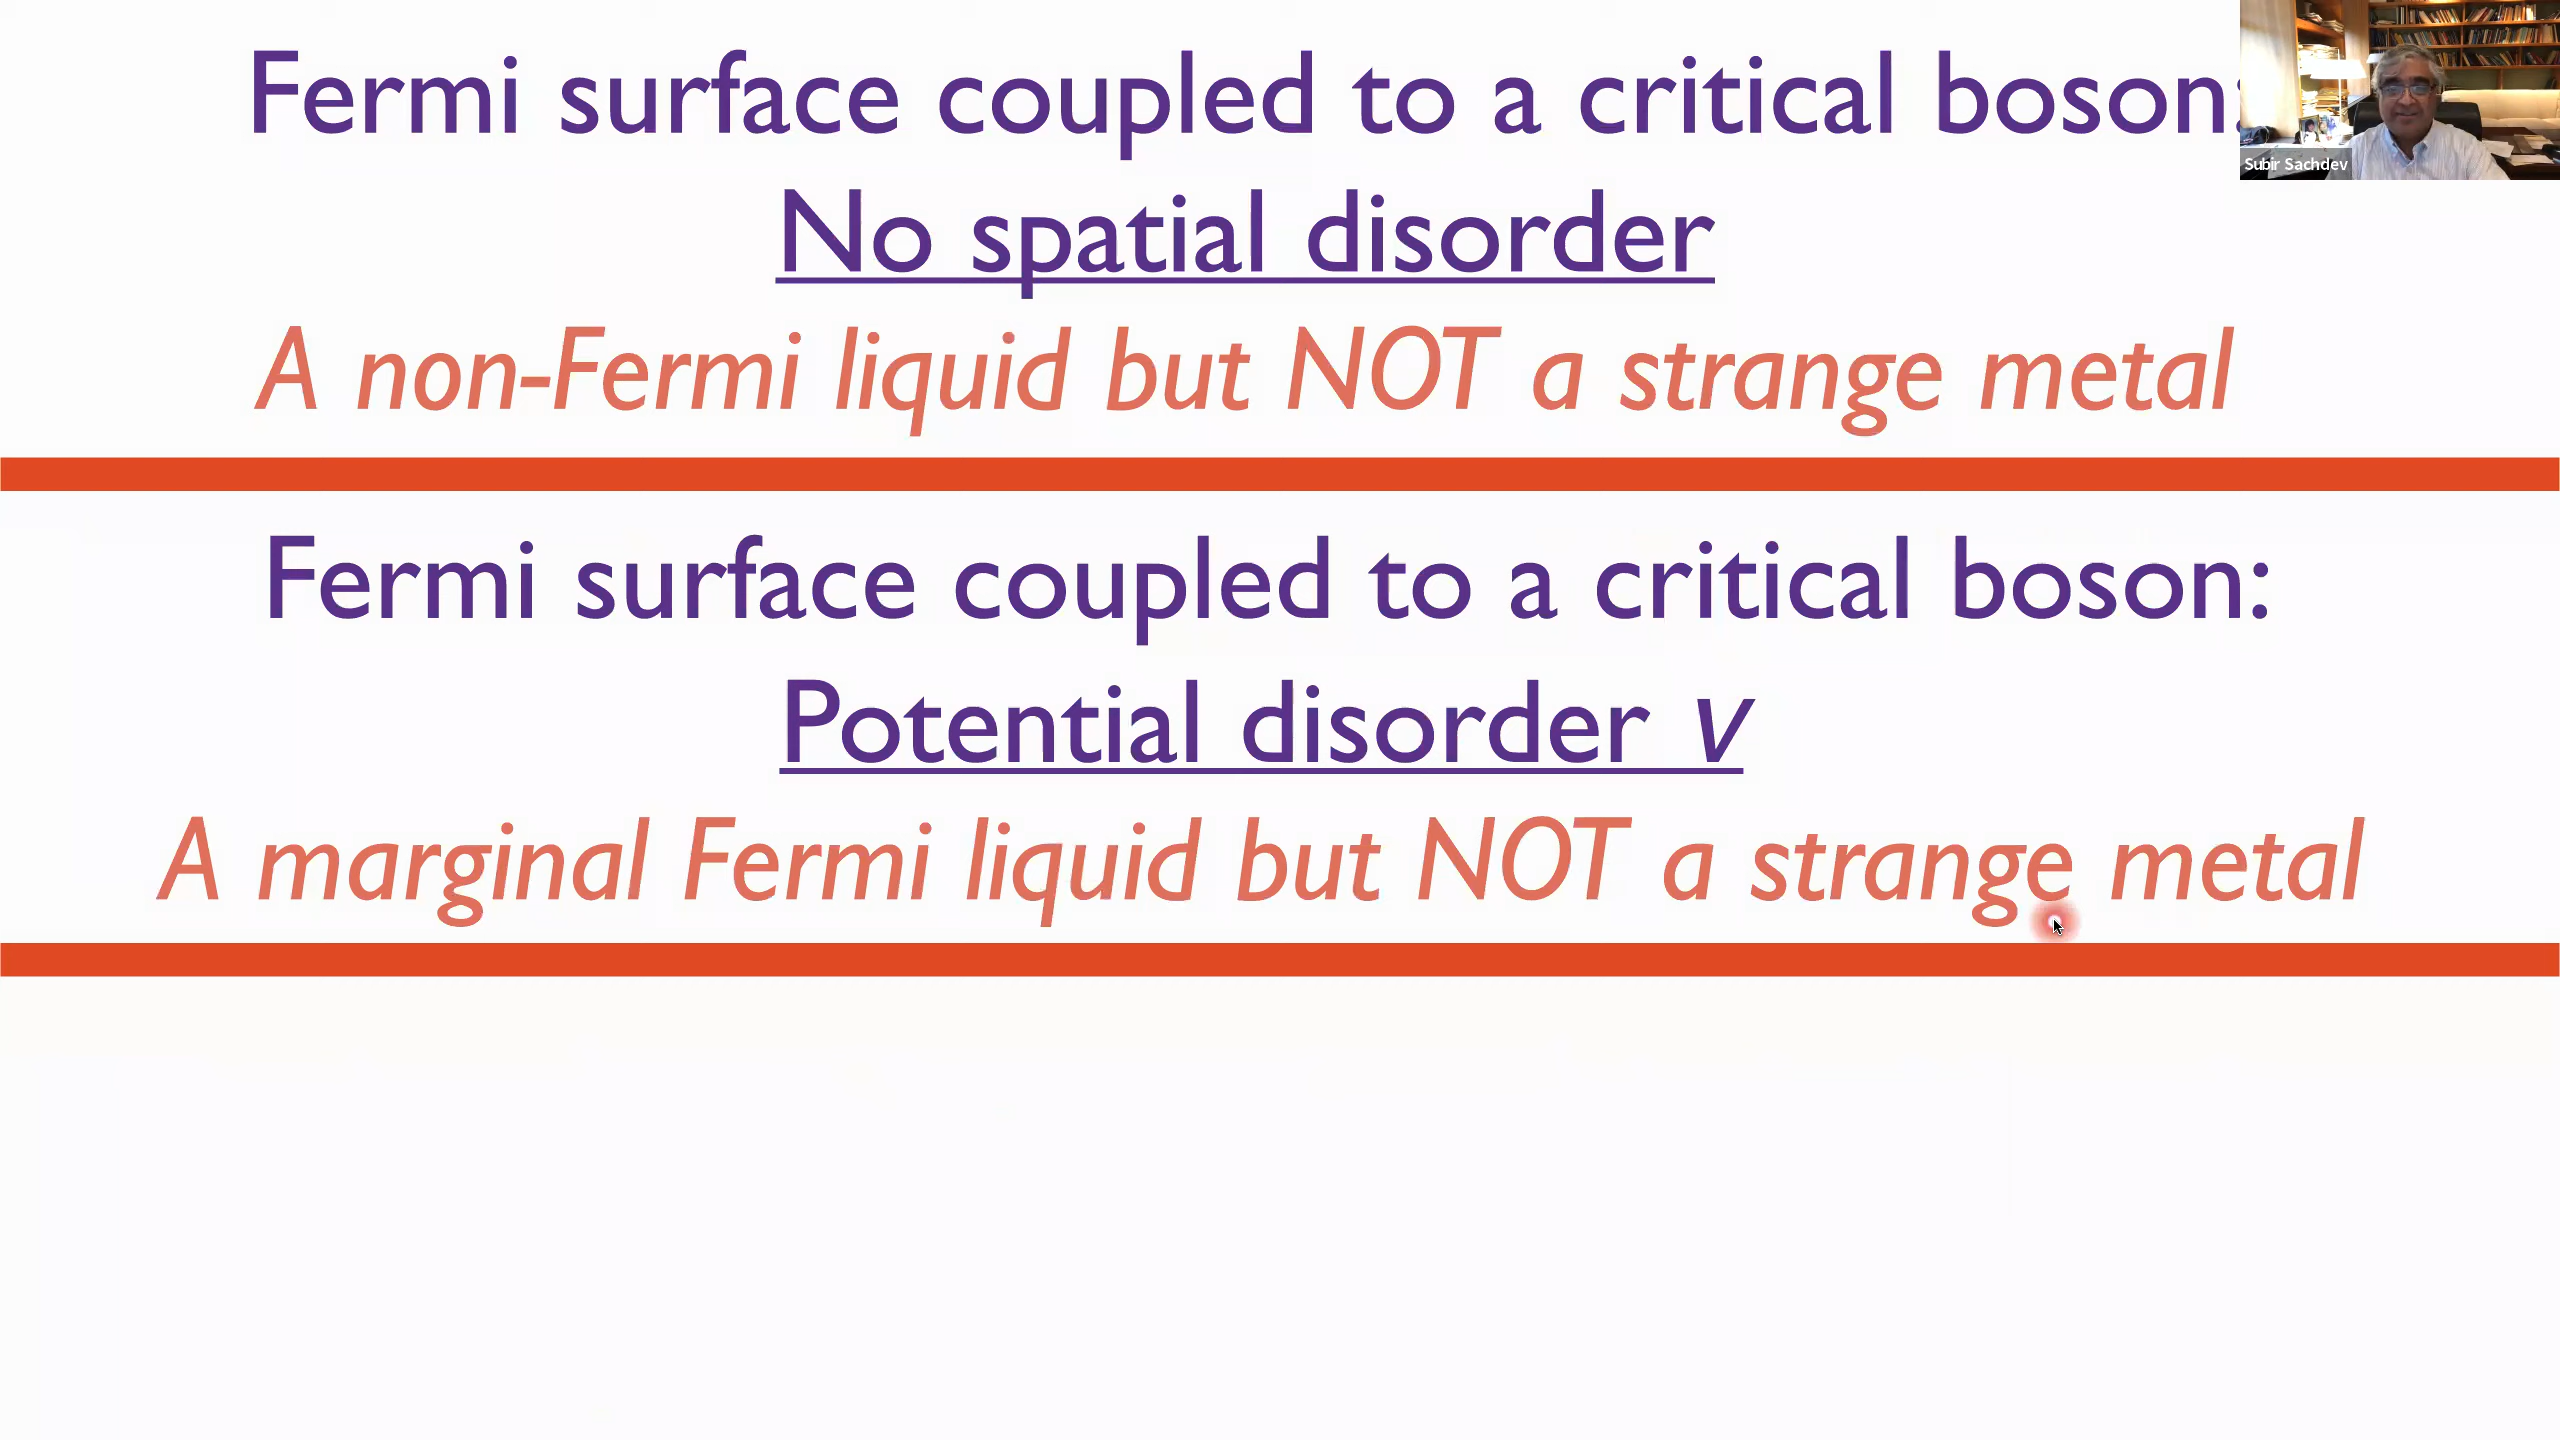 Fermi surface coupled to a critical boson:
Subir Sachdev
No spatial disorder
A non-Fermi liquid but NOT a strange metal
Fermi surface coupled to a critical boson:
Potential disorder v
A marginal Fermi liquid but NOT a strange metal